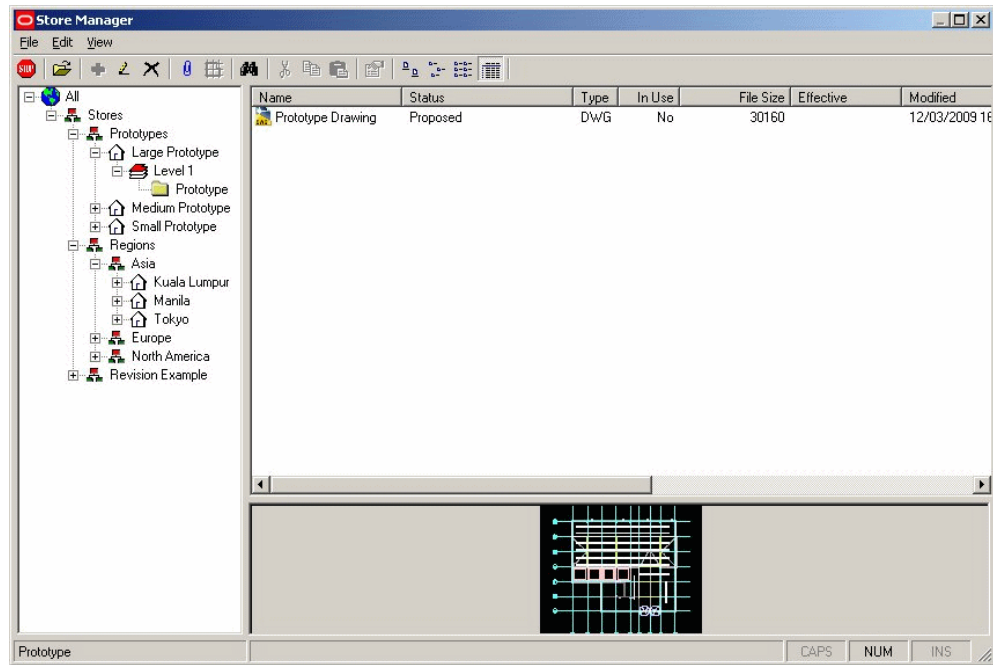 Store Manager
File Edit View
STOP
All
Stores
Prototypes
Large Prototype
Level 1
Prototype
Medium Prototype
Small Prototype
Regions
Asia
Kuala Lumpur
Manila
Tokyo
Europe
North America
Revision Example
Name Status Type In Use File Size Effective Modified
Prototype Drawing Proposed DWG No 30160 12/03/2009 16
Prototype CAPS NUM INS